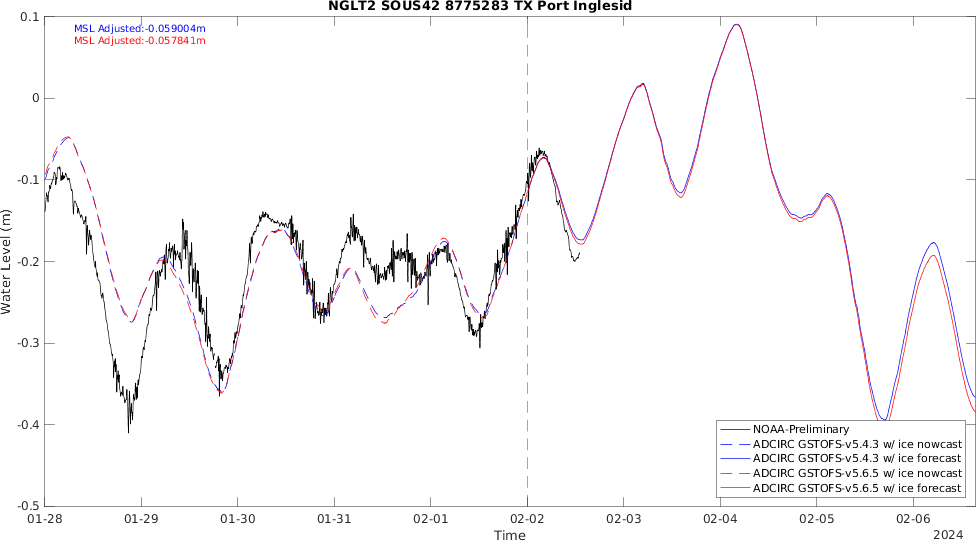 NGLT2 SOUS42 8775283 TX Port Inglesid
MSL Adjusted:-0.059004m
MSL Adjusted:-0.057841m
0.1
0
-0.1
-0.2
-0.3
-0.4
-0.5
Water Level (m)
NOAA-Preliminary
ADCIRC GSTOFS-v5.4.3 w/ ice nowcast
ADCIRC GSTOFS-v5.4.3 w/ ice forecast
ADCIRC GSTOFS-v5.6.5 w/ ice nowcast
ADCIRC GSTOFS-v5.6.5 w/ ice forecast
01-28 01-29 01-30 01-31 02-01 02-02 02-03 02-04 02-05 02-06
Time
2024